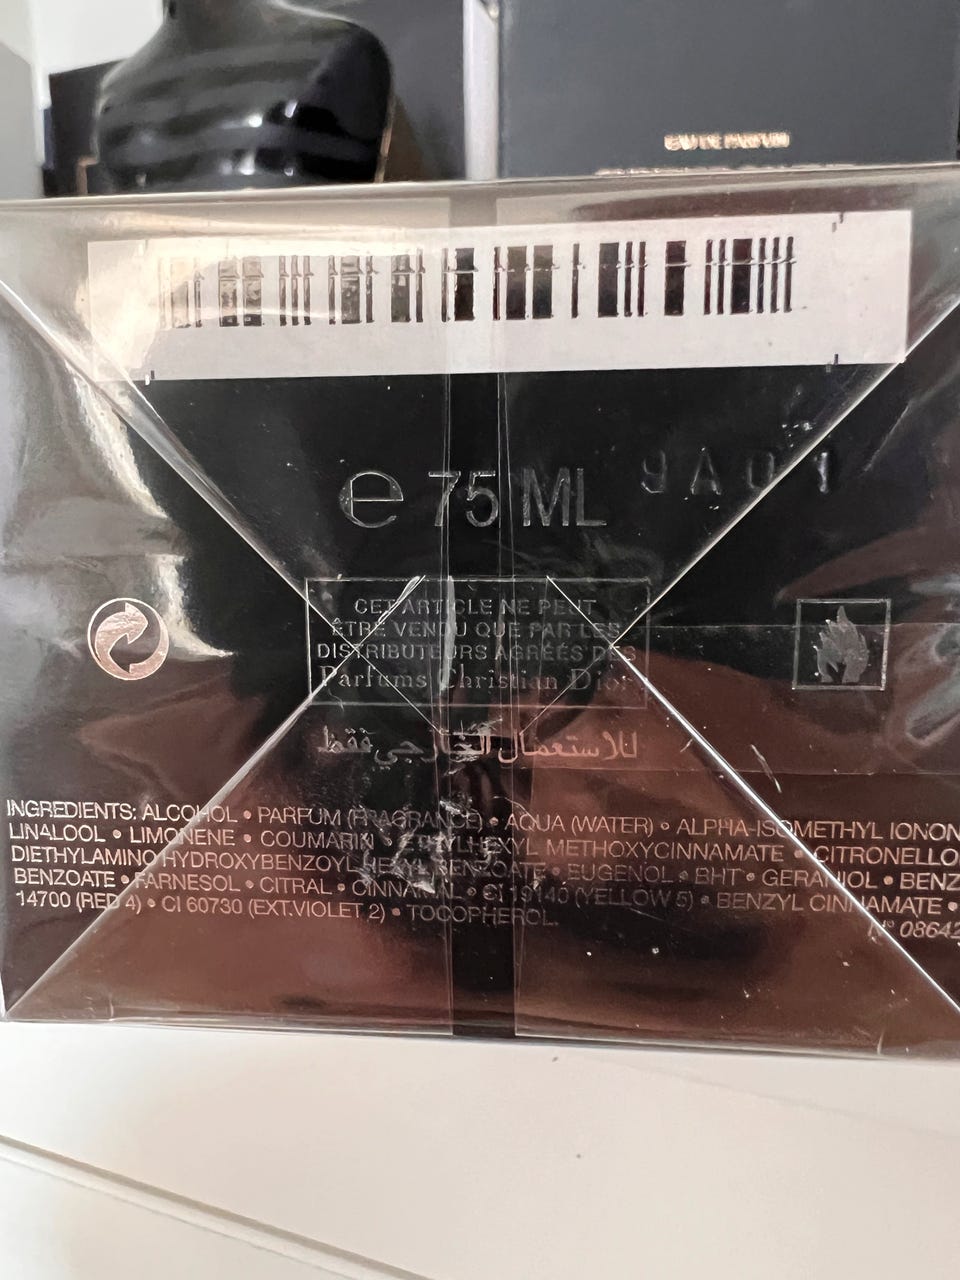 EAU DE PARFUM
e 75 ML
9A01
CET ARTICLE NE PEUT
ÊTRE VENDU QUE PAR LES
DISTRIBUTEURS AGRÉÉS DES
Parfums Christian Dior
للاستعمال الخارجي فقط
INGREDIENTS: ALCOHOL • PARFUM (FRAGRANCE) • AQUA (WATER) • ALPHA-ISOMETHYL IONON
LINALOOL • LIMONENE • COUMARIN • ETHYLHEXYL METHOXYCINNAMATE • CITRONELLO
DIETHYLAMINO HYDROXYBENZOYL HEXYL BENZOATE • EUGENOL • BHT • GERANIOL • BENZ
BENZOATE • FARNESOL • CITRAL • CINNAMAL • CI 19140 (YELLOW 5) • BENZYL CINNAMATE •
14700 (RED 4) • CI 60730 (EXT.VIOLET 2) • TOCOPHEROL.
N° 08642